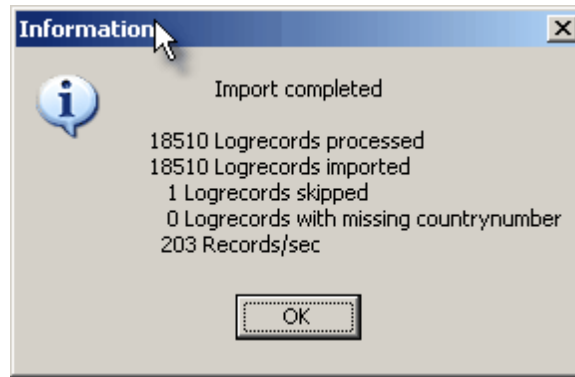 Information
Import completed
18510 Logrecords processed
18510 Logrecords imported
1 Logrecords skipped
0 Logrecords with missing countrynumber
203 Records/sec
OK